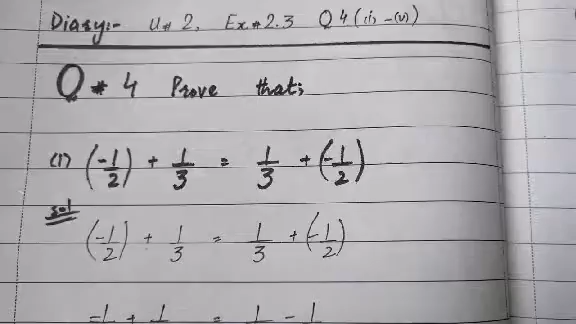 Diary:- U# 2, Ex # 2.3 Q 4 (i) -(v)
Q # 4 Prove that;
(1) (-1/2) + 1/3 = 1/3 + (-1/2)
Sol
(-1/2) + 1/3 = 1/3 + (-1/2)